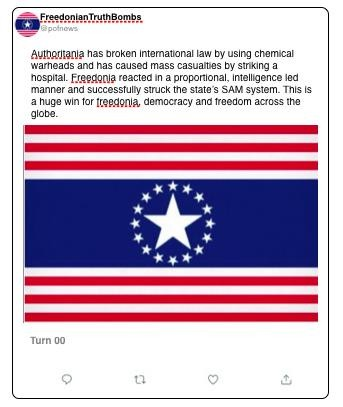 FreedonianTruthBombs
@potnews
Authoritania has broken international law by using chemical
warheads and has caused mass casualties by striking a
hospital. Freedonia reacted in a proportional, intelligence led
manner and successfully struck the state's SAM system. This is
a huge win for freedonia, democracy and freedom across the
globe.
Turn 00